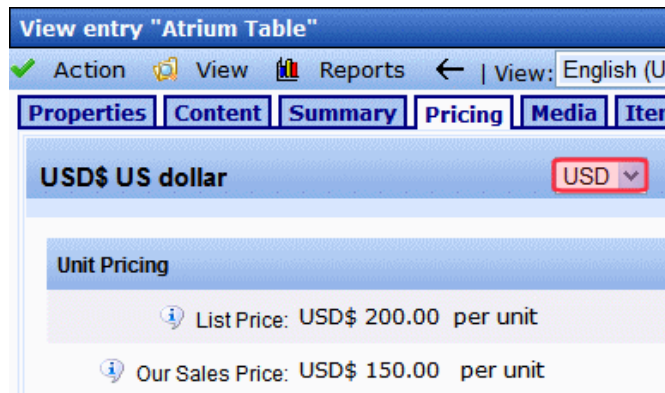 View entry "Atrium Table"
Action View Reports | View: English (U
Properties Content Summary Pricing Media Iter
USD$ US dollar USD
Unit Pricing
List Price: USD$ 200.00 per unit
Our Sales Price: USD$ 150.00 per unit